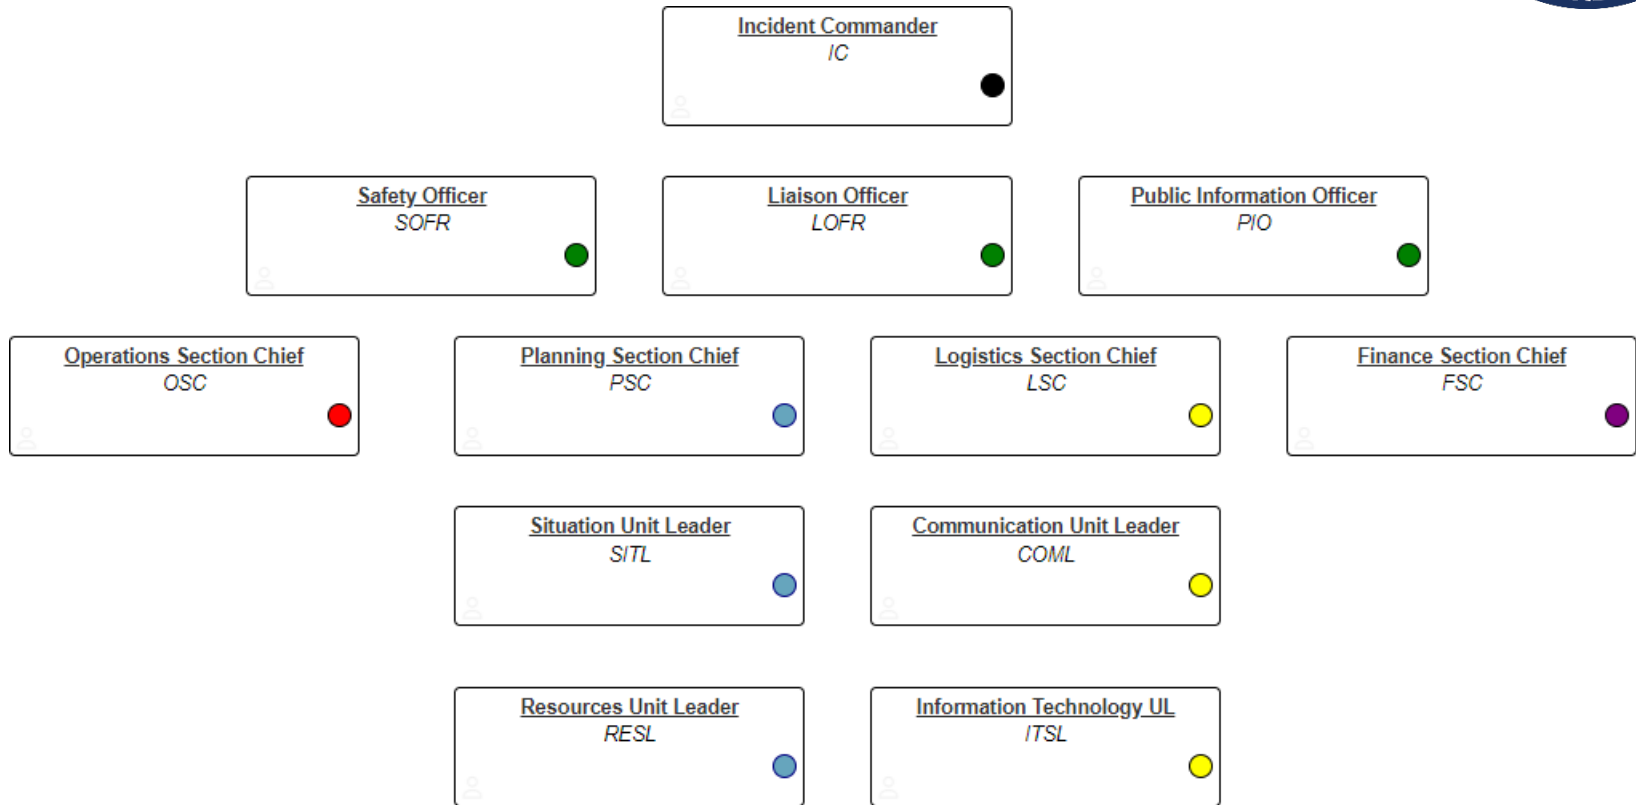 Incident Commander
IC
Safety Officer
SOFR
Liaison Officer
LOFR
Public Information Officer
PIO
Operations Section Chief
OSC
Planning Section Chief
PSC
Logistics Section Chief
LSC
Finance Section Chief
FSC
Situation Unit Leader
SITL
Communication Unit Leader
COML
Resources Unit Leader
RESL
Information Technology UL
ITSL